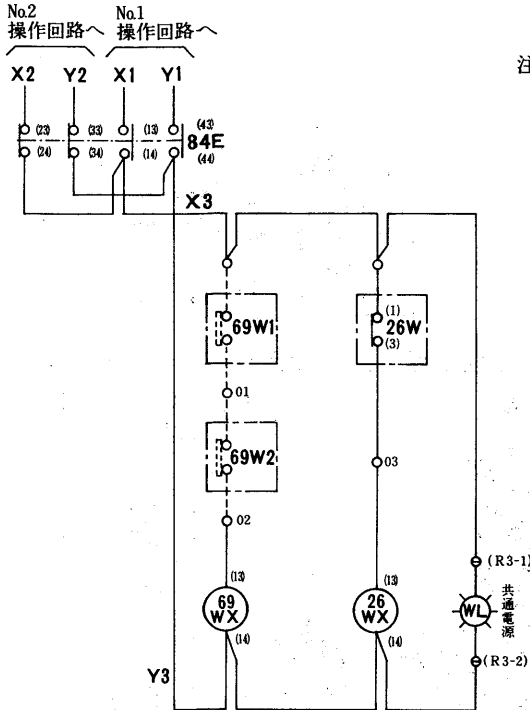 No.2
操作回路へ
No.1
操作回路へ
注
X2
Y2
X1
Y1
(23)
(33)
(13)
(43)
84E
(24)
(34)
(14)
(44)
X3
69W1
(1)
26W
(3)
01
69W2
03
02
(R3-1)
(13)
69
WX
(14)
(13)
26
WX
(14)
WL
共通電源
(R3-2)
Y3